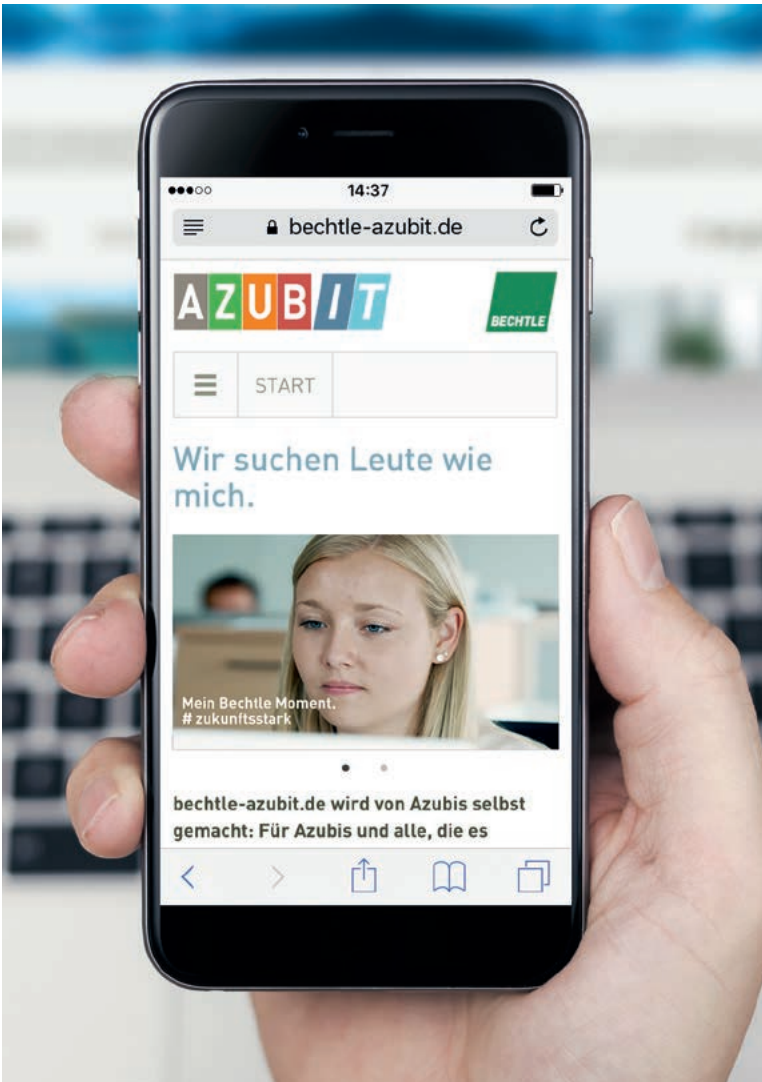 14:37
bechtle-azubit.de
AZUBIT
BECHTLE
START
Wir suchen Leute wie
mich.
Mein Bechtle Moment.
# zukunftsstark
bechtle-azubit.de wird von Azubis selbst
gemacht: Für Azubis und alle, die es